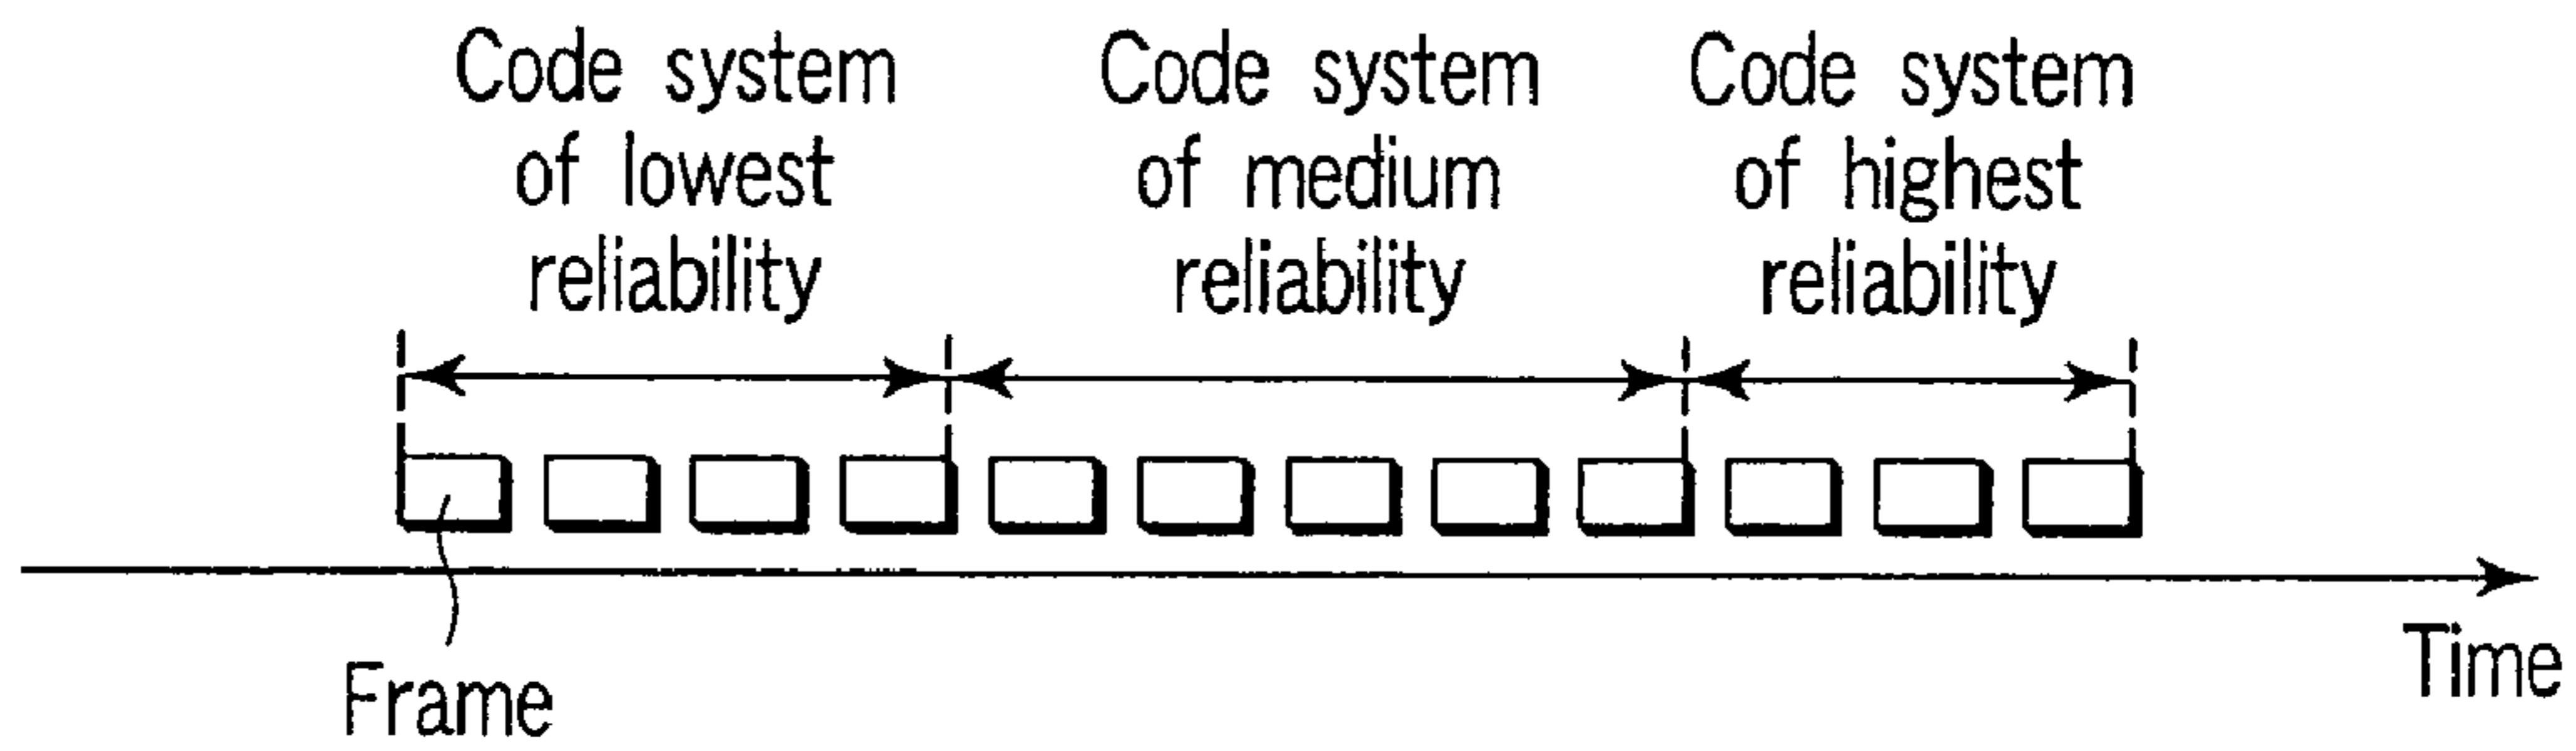 Code system
of lowest
reliability
Code system
of medium
reliability
Code system
of highest
reliability
Frame
Time